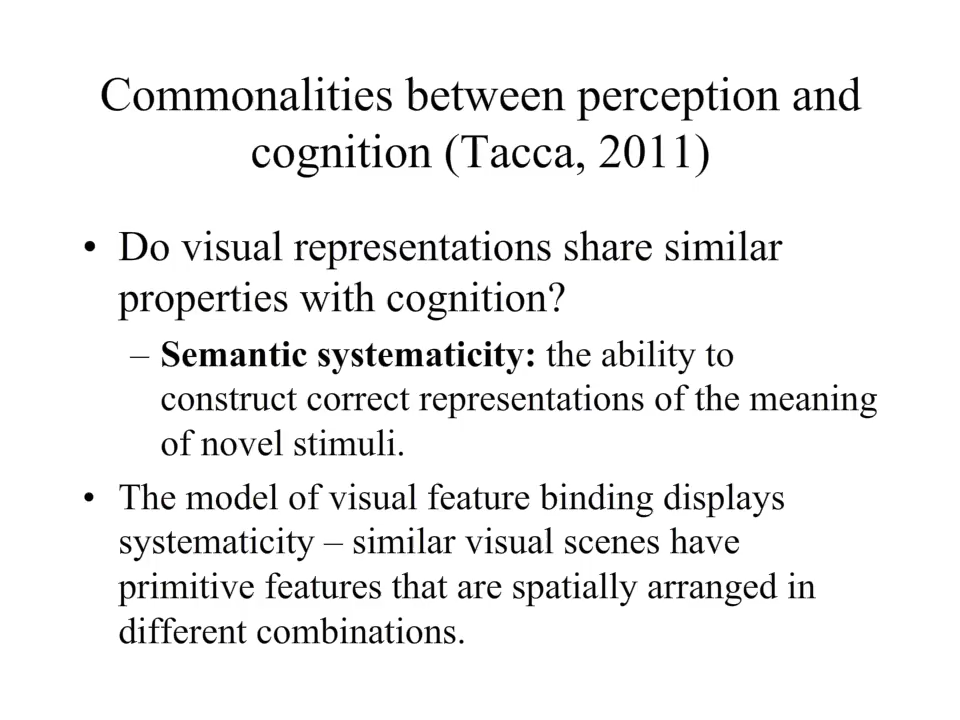 Commonalities between perception and
cognition (Tacca, 2011)
• Do visual representations share similar
properties with cognition?
– Semantic systematicity: the ability to
construct correct representations of the meaning
of novel stimuli.
• The model of visual feature binding displays
systematicity – similar visual scenes have
primitive features that are spatially arranged in
different combinations.